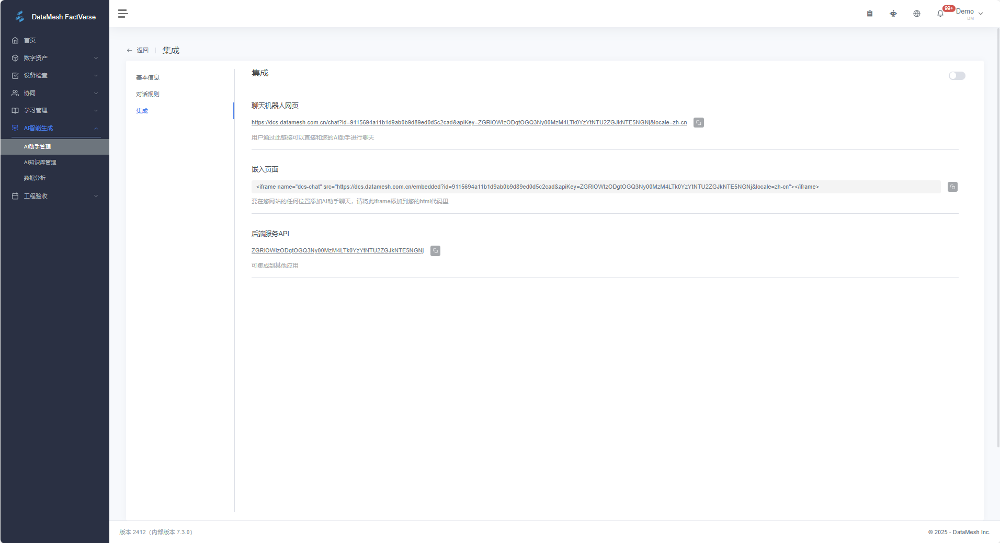 DataMesh FactVerse
首页
数字资产
设备检查
协同
学习管理
AI智能生成
AI助手管理
AI知识库管理
数据分析
工程验收
99+
Demo
DM
返回
集成
基本信息
对话规则
集成
集成
聊天机器人网页
https://dcs.datamesh.com.cn/chat?id=9115694a11b1d9ab0b9d89ed0d5c2cad&apiKey=ZGRlOWIzODgtOGQ3Ny00MzM4LTk0YzYtNTU2ZGJkNTE5NGNj&locale=zh-cn
用户通过此链接可以直接和您的AI助手进行聊天
嵌入页面
<iframe name="dcs-chat" src="https://dcs.datamesh.com.cn/embedded?id=9115694a11b1d9ab0b9d89ed0d5c2cad&apiKey=ZGRlOWIzODgtOGQ3Ny00MzM4LTk0YzYtNTU2ZGJkNTE5NGNj&locale=zh-cn"></iframe>
要在您网站的任何位置添加AI助手聊天，请将此iframe添加到您的html代码里
后端服务API
ZGRlOWIzODgtOGQ3Ny00MzM4LTk0YzYtNTU2ZGJkNTE5NGNj
可集成到其他应用
版本 2412（内部版本 7.3.0）
© 2025 - DataMesh Inc.